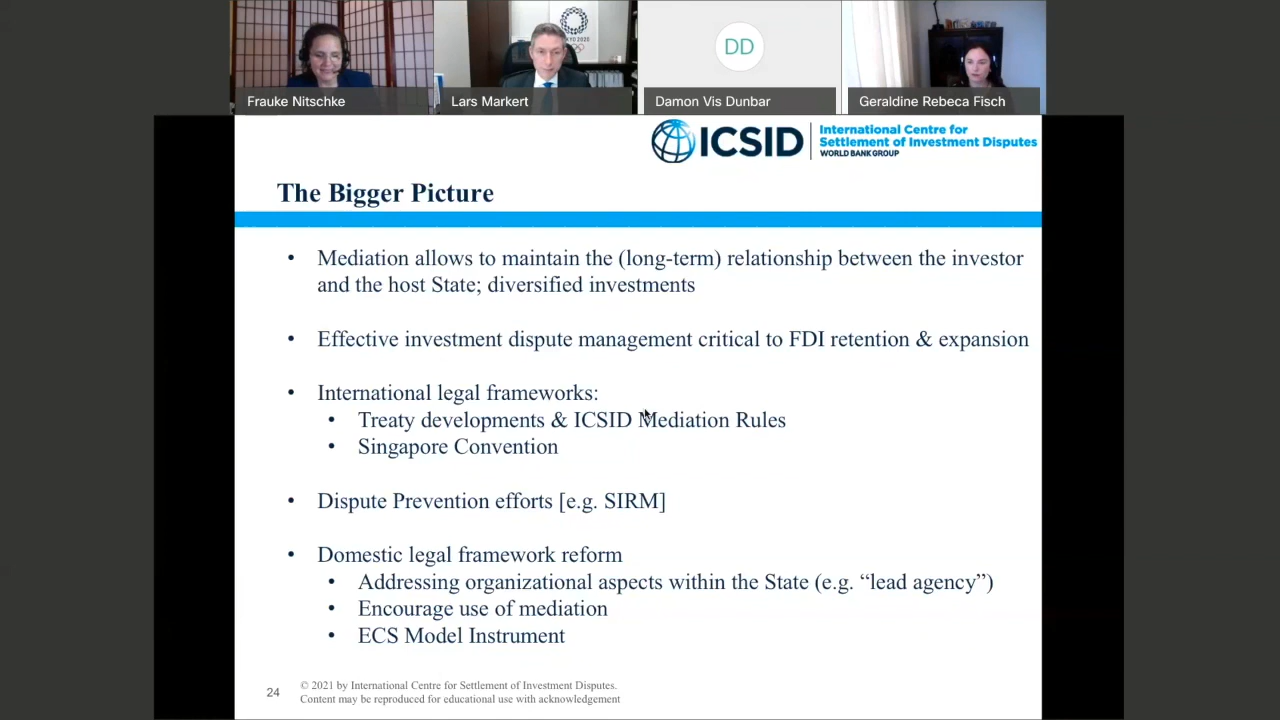 TOKYO 2020
DD
Frauke Nitschke
Lars Markert
Damon Vis Dunbar
Geraldine Rebeca Fisch
ICSID
International Centre for
Settlement of Investment Disputes
WORLD BANK GROUP
The Bigger Picture
• Mediation allows to maintain the (long-term) relationship between the investor
and the host State; diversified investments
• Effective investment dispute management critical to FDI retention & expansion
• International legal frameworks:
• Treaty developments & ICSID Mediation Rules
• Singapore Convention
• Dispute Prevention efforts [e.g. SIRM]
• Domestic legal framework reform
• Addressing organizational aspects within the State (e.g. “lead agency”)
• Encourage use of mediation
• ECS Model Instrument
24
© 2021 by International Centre for Settlement of Investment Disputes.
Content may be reproduced for educational use with acknowledgement